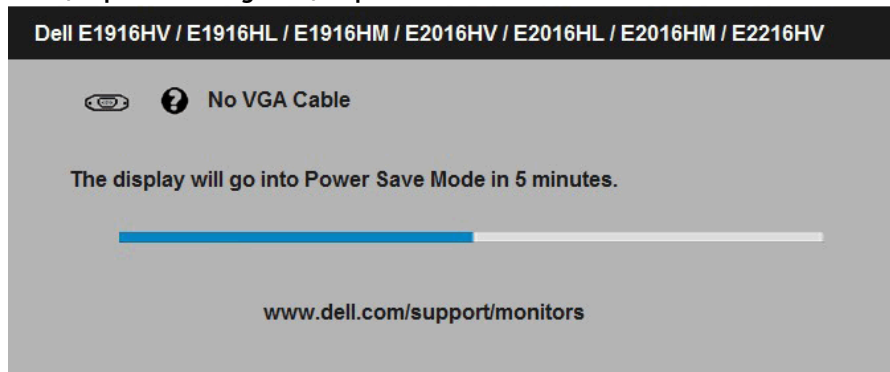 Dell E1916HV / E1916HL / E1916HM / E2016HV / E2016HL / E2016HM / E2216HV
? No VGA Cable
The display will go into Power Save Mode in 5 minutes.
www.dell.com/support/monitors